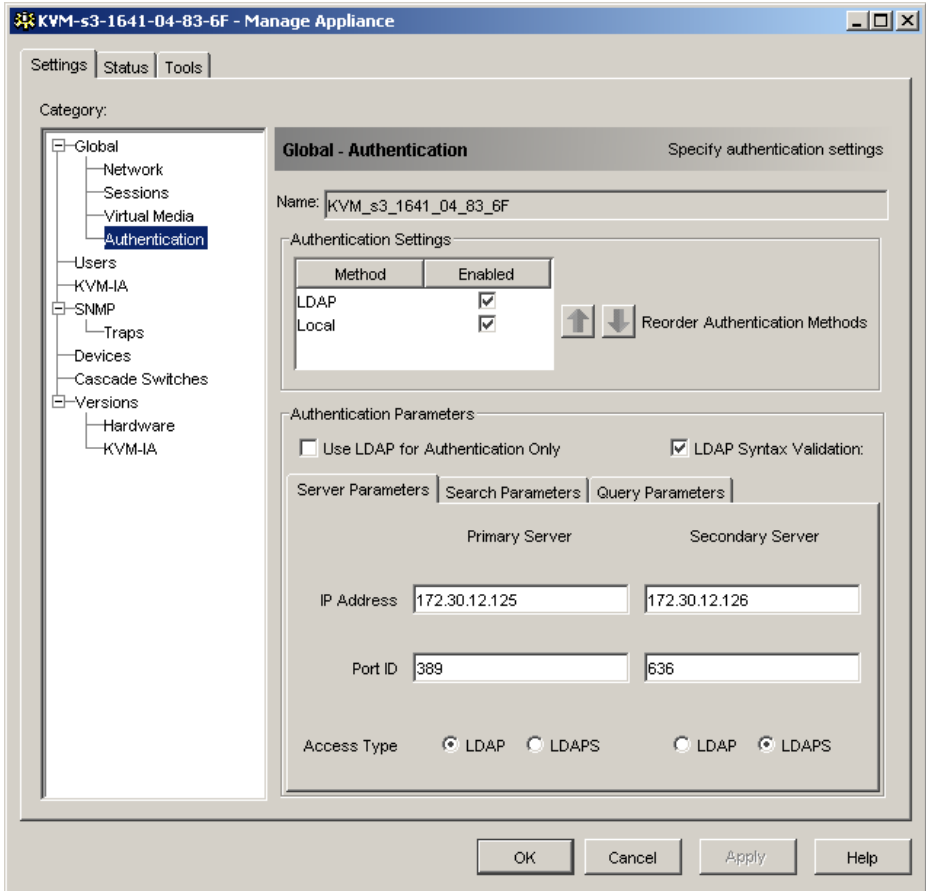 KVM-s3-1641-04-83-6F - Manage Appliance
Settings Status Tools
Category:
Global
Network
Sessions
Virtual Media
Authentication
Users
KVM-IA
SNMP
Traps
Devices
Cascade Switches
Versions
Hardware
KVM-IA
Global - Authentication Specify authentication settings
Name: KVM_s3_1641_04_83_6F
Authentication Settings
Method Enabled
LDAP
Local
Reorder Authentication Methods
Authentication Parameters
Use LDAP for Authentication Only LDAP Syntax Validation:
Server Parameters Search Parameters Query Parameters
Primary Server Secondary Server
IP Address 172.30.12.125 172.30.12.126
Port ID 389 636
Access Type LDAP LDAPS LDAP LDAPS
OK Cancel Apply Help